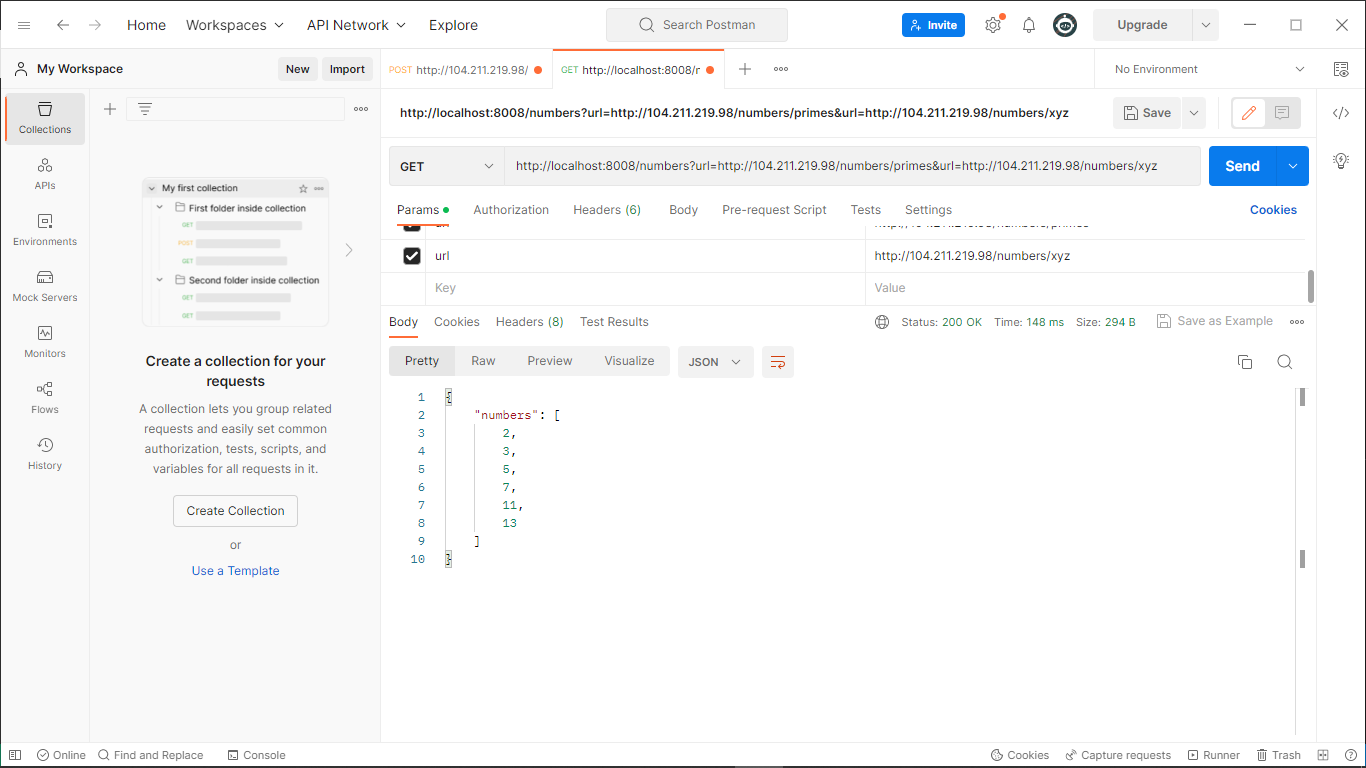 Home Workspaces API Network Explore Search Postman Invite Upgrade
My Workspace New Import POST http://104.211.219.98/ GET http://localhost:8008/r No Environment
http://localhost:8008/numbers?url=http://104.211.219.98/numbers/primes&url=http://104.211.219.98/numbers/xyz Save
GET http://localhost:8008/numbers?url=http://104.211.219.98/numbers/primes&url=http://104.211.219.98/numbers/xyz Send
Params Authorization Headers (6) Body Pre-request Script Tests Settings Cookies
url http://104.211.219.98/numbers/primes
url http://104.211.219.98/numbers/xyz
Key Value
Body Cookies Headers (8) Test Results Status: 200 OK Time: 148 ms Size: 294 B Save as Example
Pretty Raw Preview Visualize JSON
1 {
2 "numbers": [
3 2,
4 3,
5 5,
6 7,
7 11,
8 13
9 ]
10 }
Collections
APIs
Environments
Mock Servers
Monitors
Flows
History
My first collection
First folder inside collection
GET
POST
GET
Second folder inside collection
GET
GET
Create a collection for your
requests
A collection lets you group related
requests and easily set common
authorization, tests, scripts, and
variables for all requests in it.
Create Collection
or
Use a Template
Online Find and Replace Console Cookies Capture requests Runner Trash